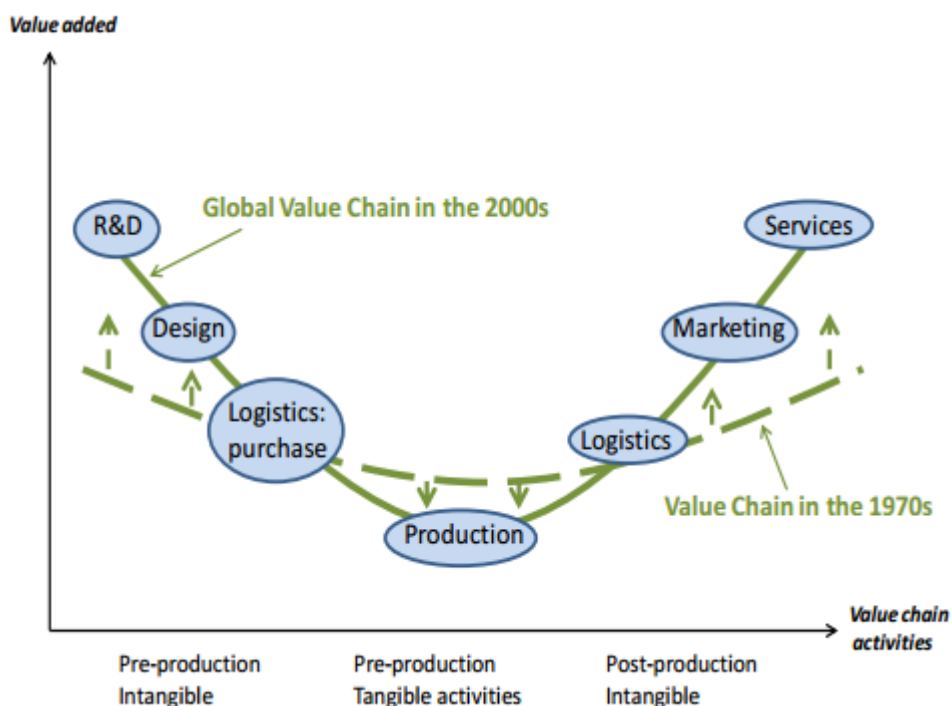 Value added
R&D
Global Value Chain in the 2000s
Services
Design
Marketing
Logistics:
purchase
Logistics
Value Chain in the 1970s
Production
Value chain
activities
Pre-production
Intangible
Pre-production
Tangible activities
Post-production
Intangible